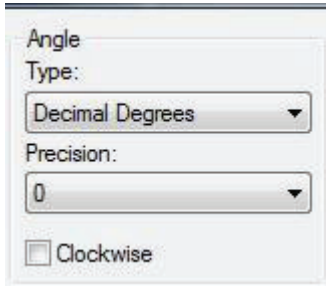 Angle
Type:
Decimal Degrees
Precision:
0
Clockwise